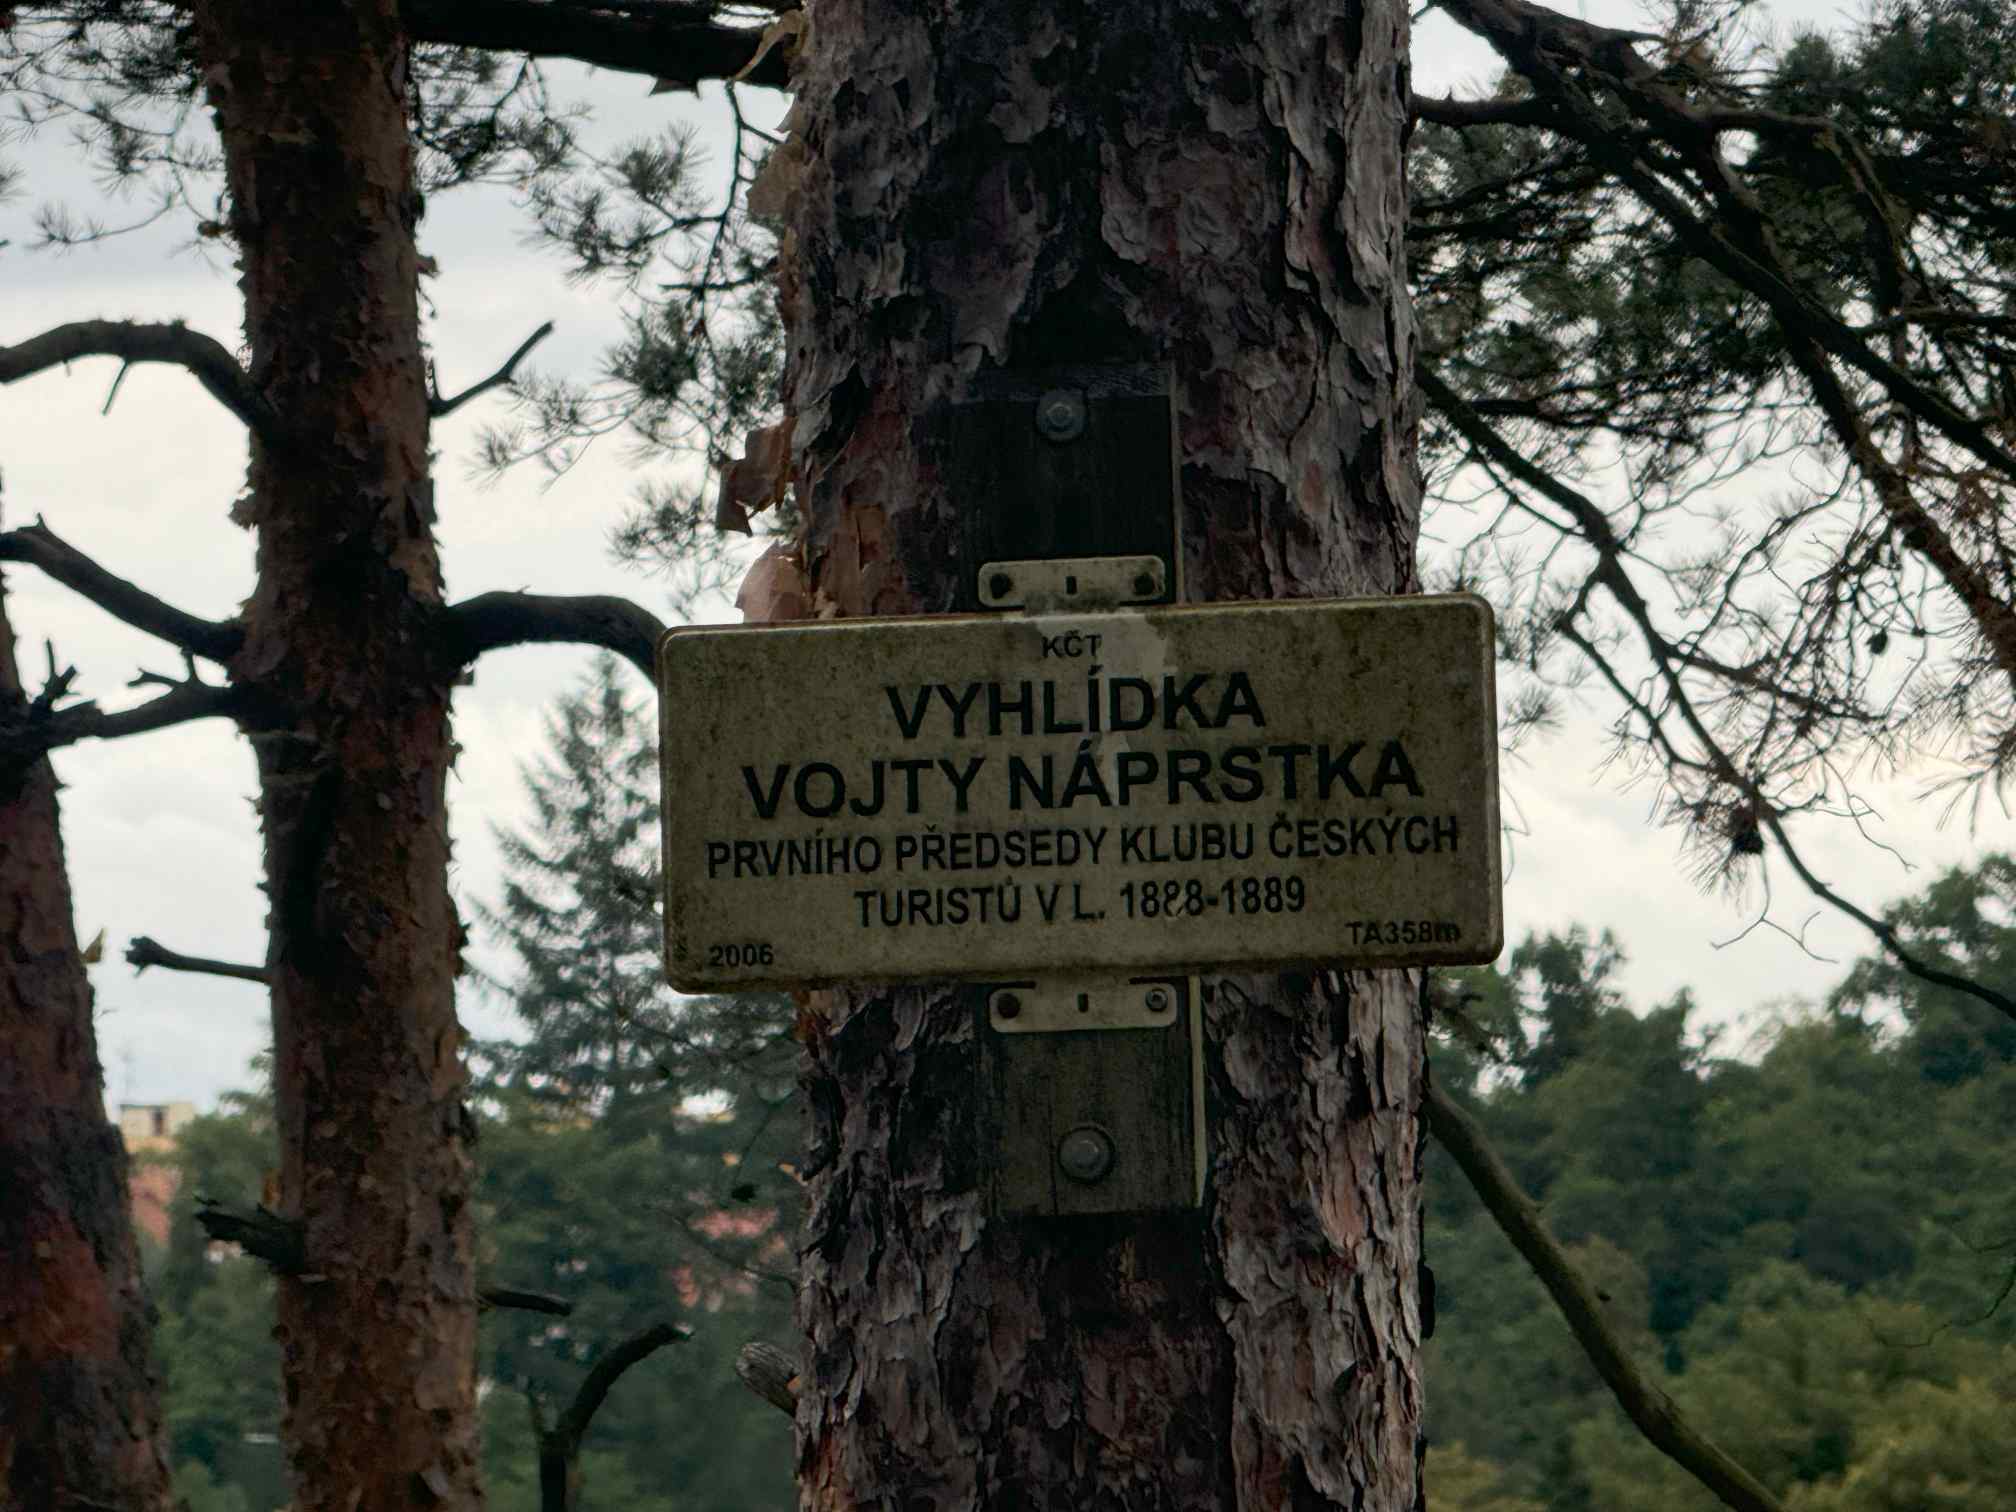 KČT
VYHLÍDKA
VOJTY NÁPRSTKA
PRVNÍHO PŘEDSEDY KLUBU ČESKÝCH
TURISTŮ V L. 1888-1889
2006 TA358m